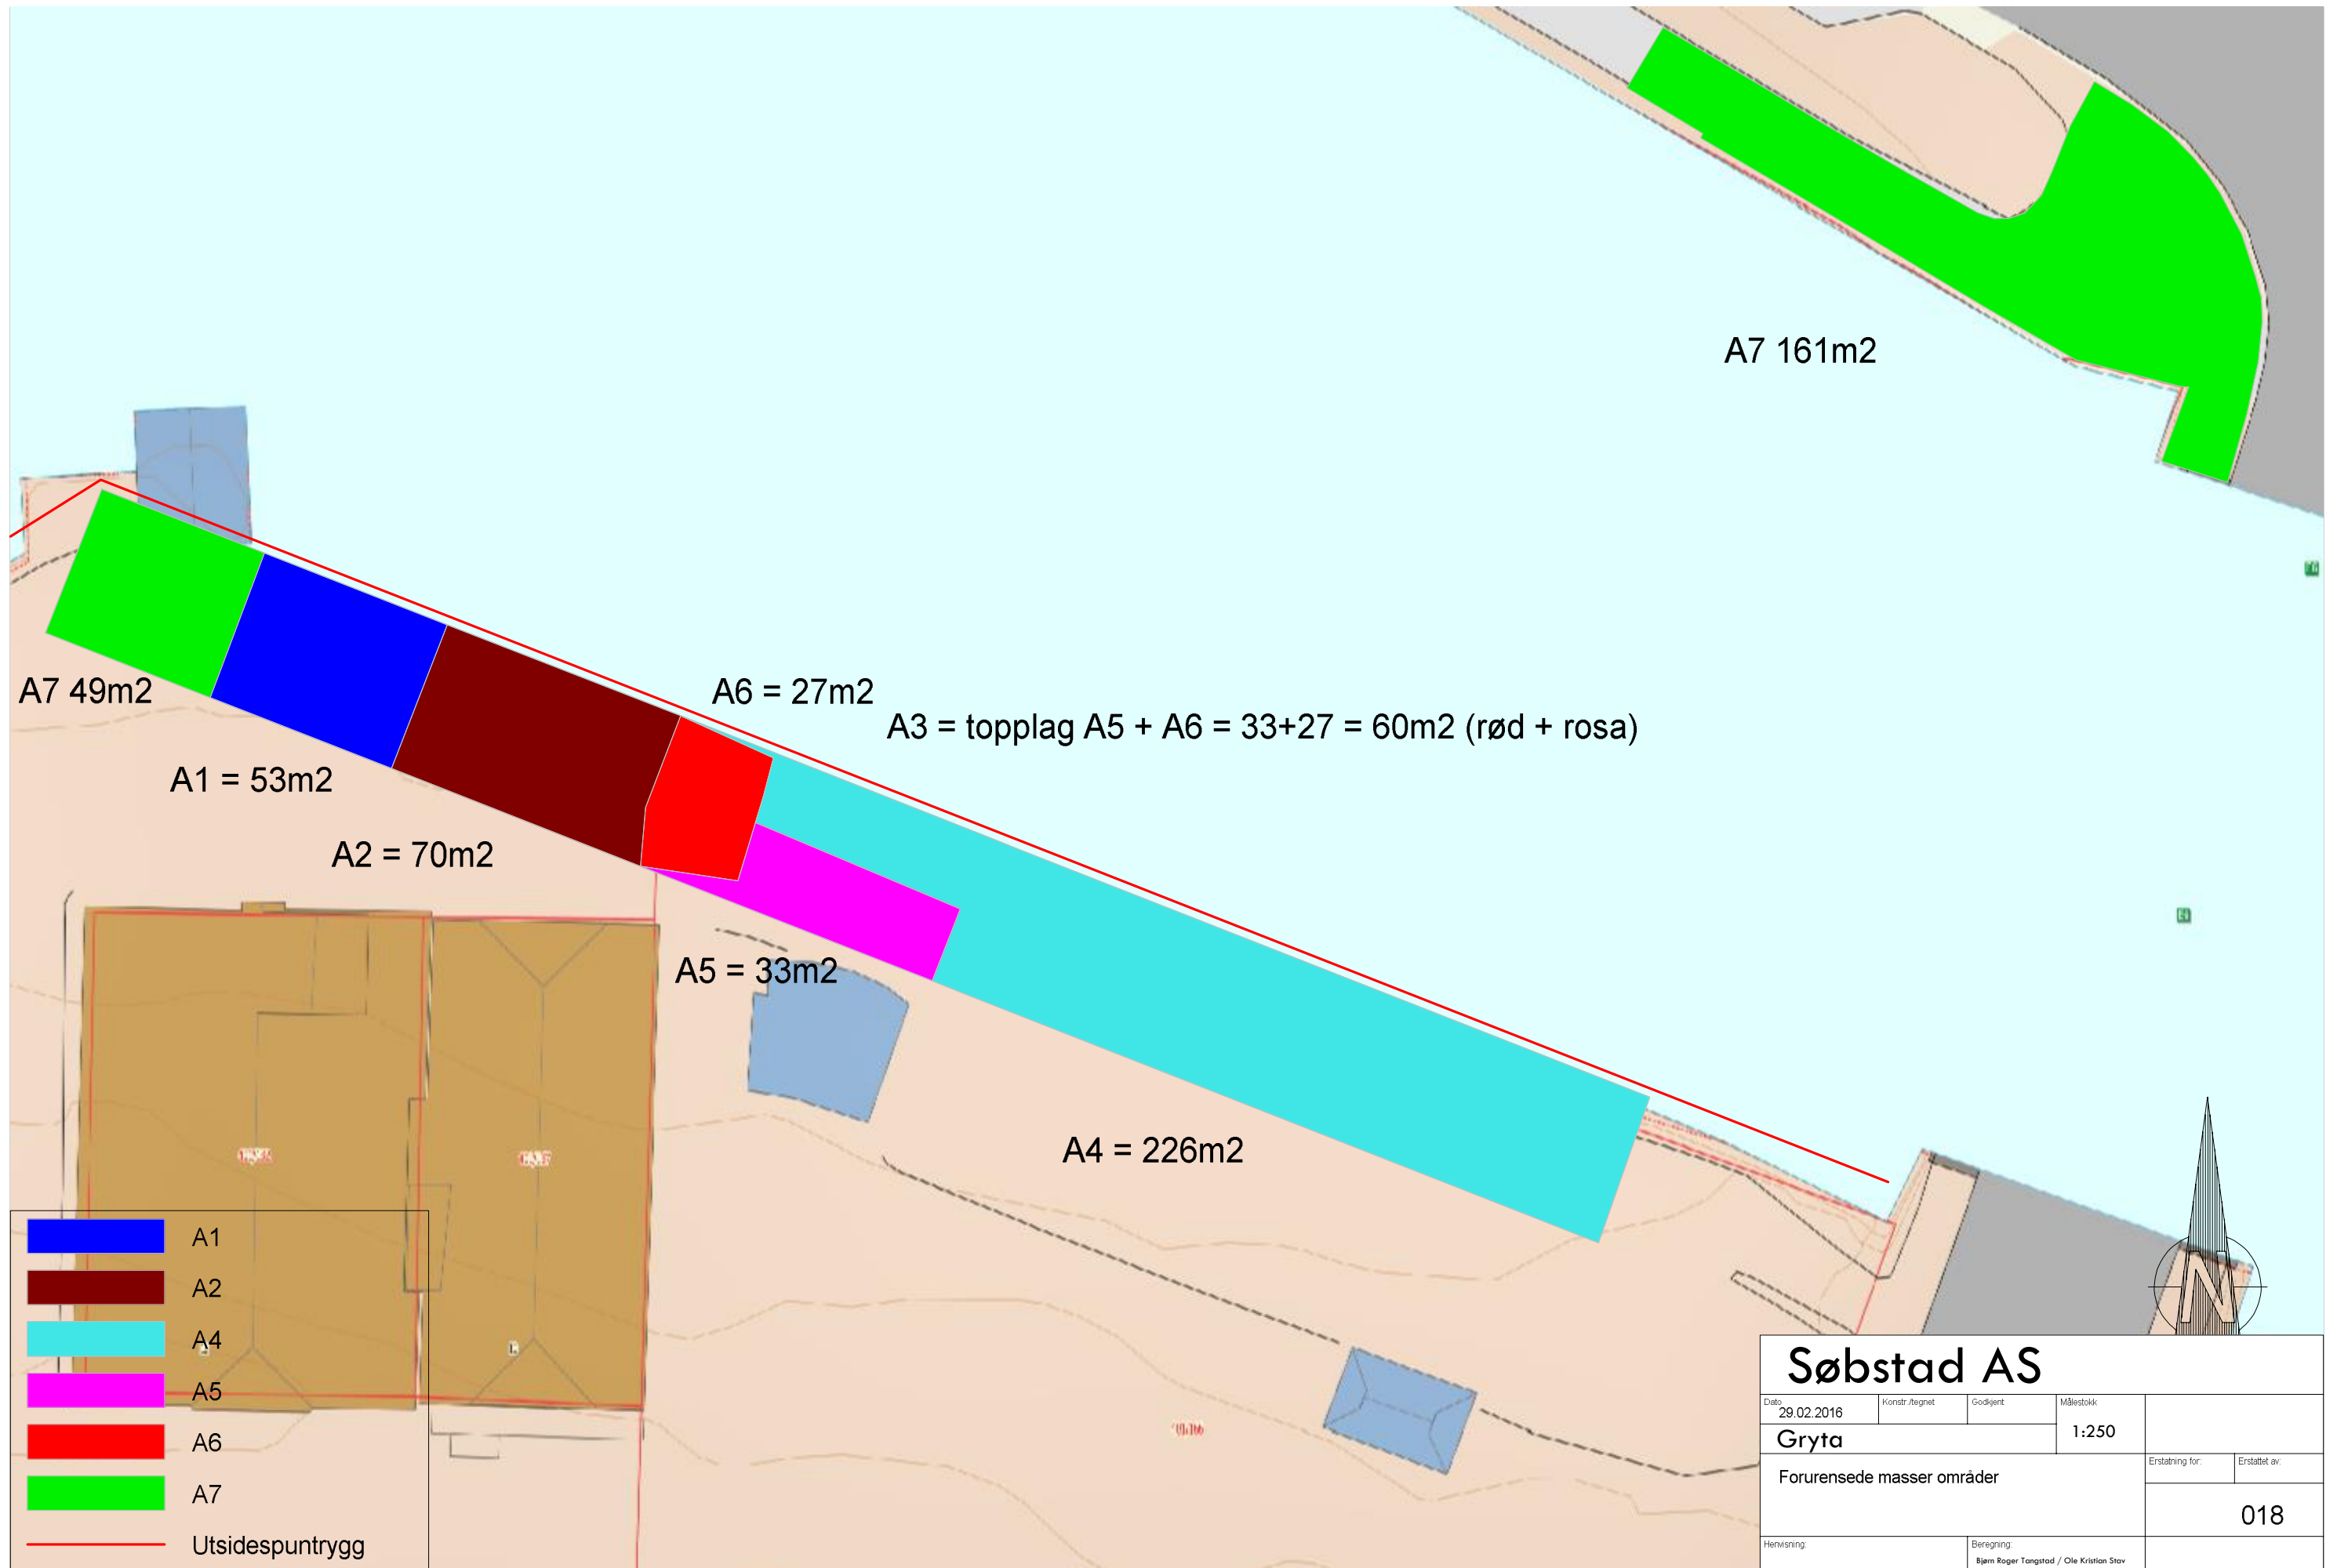 A7 161m2
A7 49m2
A6 = 27m2
A3 = topplag A5 + A6 = 33+27 = 60m2 (rød + rosa)
A1 = 53m2
A2 = 70m2
A5 = 33m2
A4 = 226m2
A1
A2
A4
A5
A6
A7
Utsidespuntrygg
N
Søbstad AS
Dato
29.02.2016
Konstr./tegnet
Godkjent
Målestokk
1:250
Gryta
Forurensede masser områder
Erstatning for:
Erstattet av:
018
Henvisning:
Beregning:
Bjørn Roger Tangstad / Ole Kristian Stav